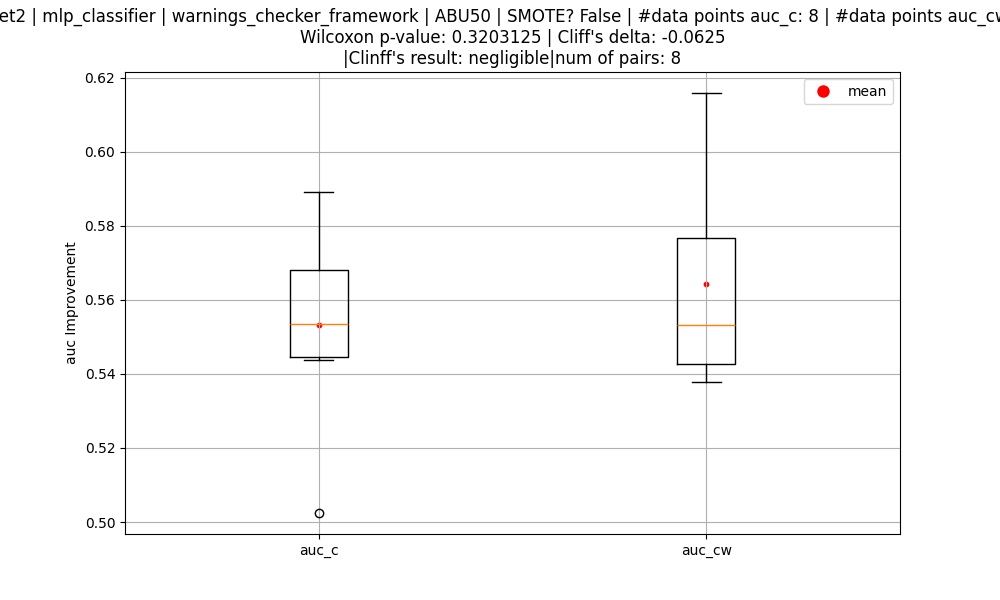 et2 | mlp_classifier | warnings_checker_framework | ABU50 | SMOTE? False | #data points auc_c: 8 | #data points auc_cw
Wilcoxon p-value: 0.3203125 | Cliff's delta: -0.0625
|Clinff's result: negligible|num of pairs: 8
mean
0.62
0.60
0.58
0.56
0.54
0.52
0.50
auc Improvement
auc_c
auc_cw